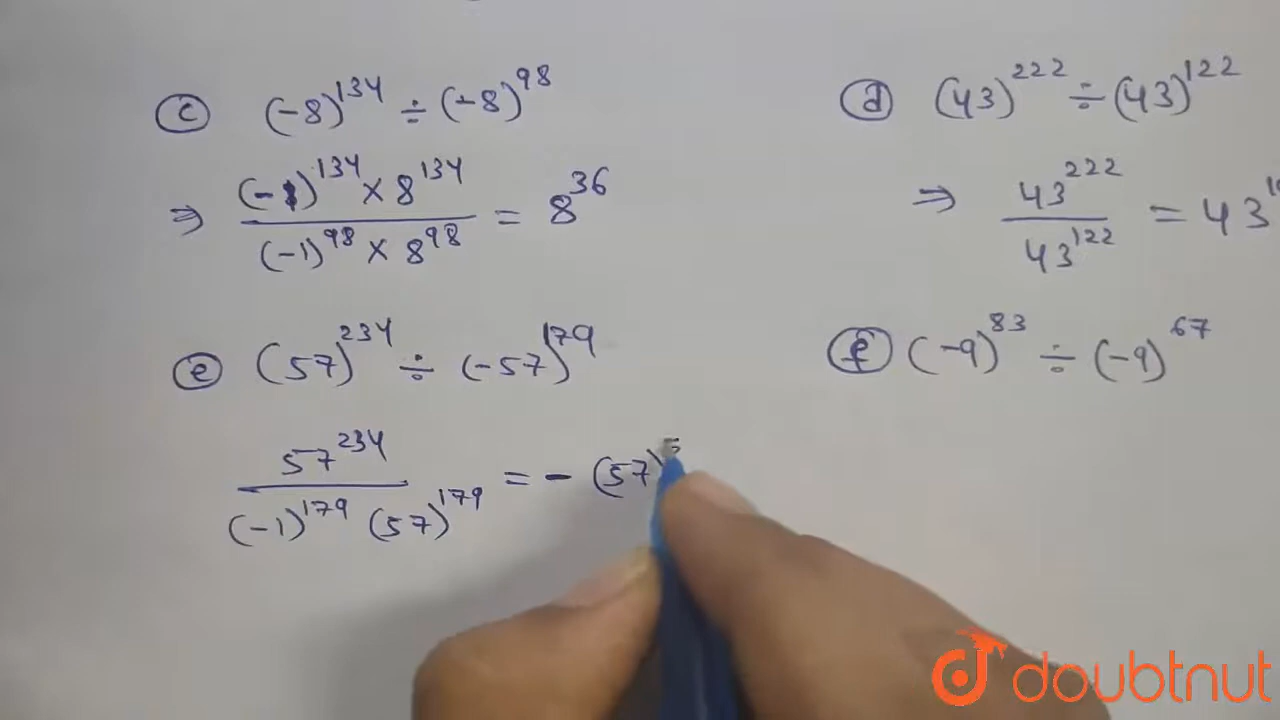 (c) (-8)^134 ÷ (-8)^98
⇒ (-1)^134 × 8^134 / (-1)^98 × 8^98 = 8^36
(e) (57)^234 ÷ (-57)^179
57^234 / (-1)^179 (57)^179 = - (57)^5
(d) (43)^222 ÷ (43)^122
⇒ 43^222 / 43^122 = 43^1
(f) (-9)^83 ÷ (-9)^67
doubtnut